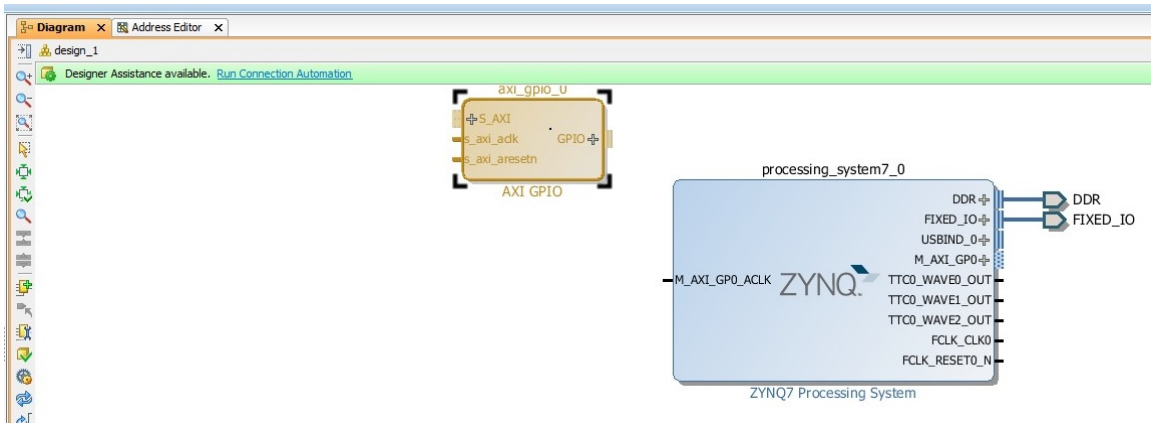 Diagram
Address Editor
design_1
Designer Assistance available. Run Connection Automation
axi_gpio_0
S_AXI
s_axi_aclk
GPIO
s_axi_aresetn
AXI GPIO
processing_system7_0
DDR
DDR
FIXED_IO
FIXED_IO
USBIND_0
M_AXI_GP0
M_AXI_GP0_ACLK
ZYNQ
TTC0_WAVE0_OUT
TTC0_WAVE1_OUT
TTC0_WAVE2_OUT
FCLK_CLK0
FCLK_RESET0_N
ZYNQ7 Processing System